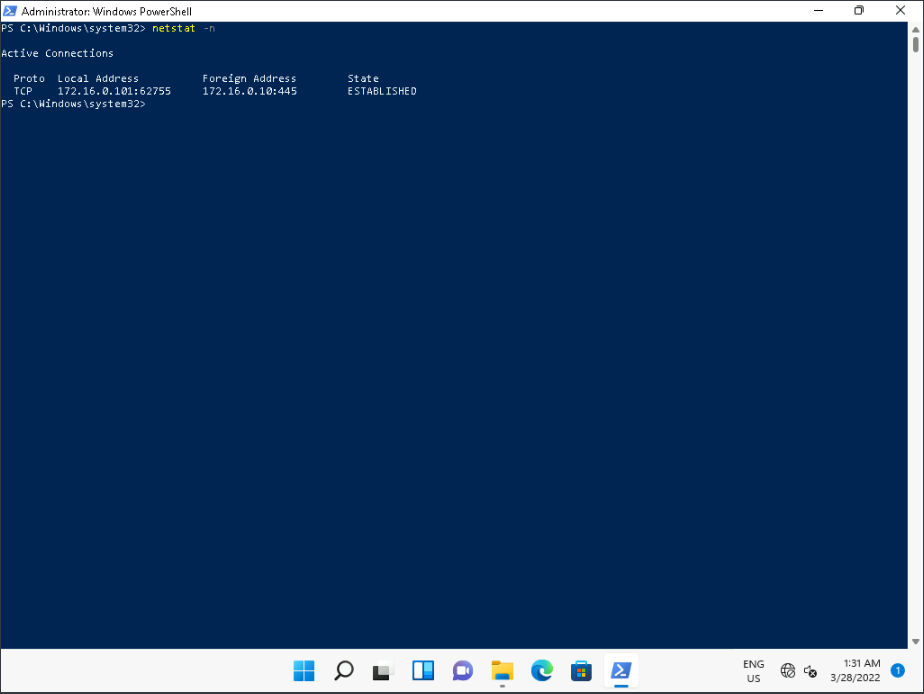 Administrator: Windows PowerShell
PS C:\Windows\system32> netstat -n
Active Connections
Proto  Local Address          Foreign Address        State
TCP    172.16.0.101:62755     172.16.0.10:445        ESTABLISHED
PS C:\Windows\system32>
ENG
US
1:31 AM
3/28/2022
1